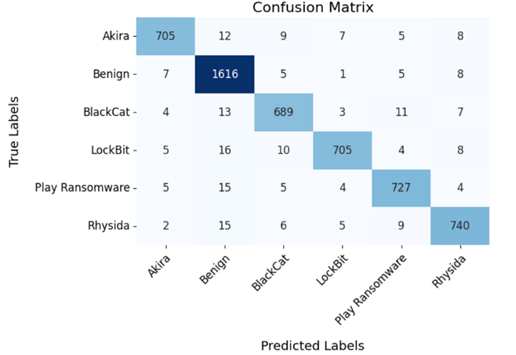 Confusion Matrix
True Labels
Akira 705 12 9 7 5 8
Benign 7 1616 5 1 5 8
BlackCat 4 13 689 3 11 7
LockBit 5 16 10 705 4 8
Play Ransomware 5 15 5 4 727 4
Rhysida 2 15 6 5 9 740
Akira Benign BlackCat LockBit Play Ransomware Rhysida
Predicted Labels